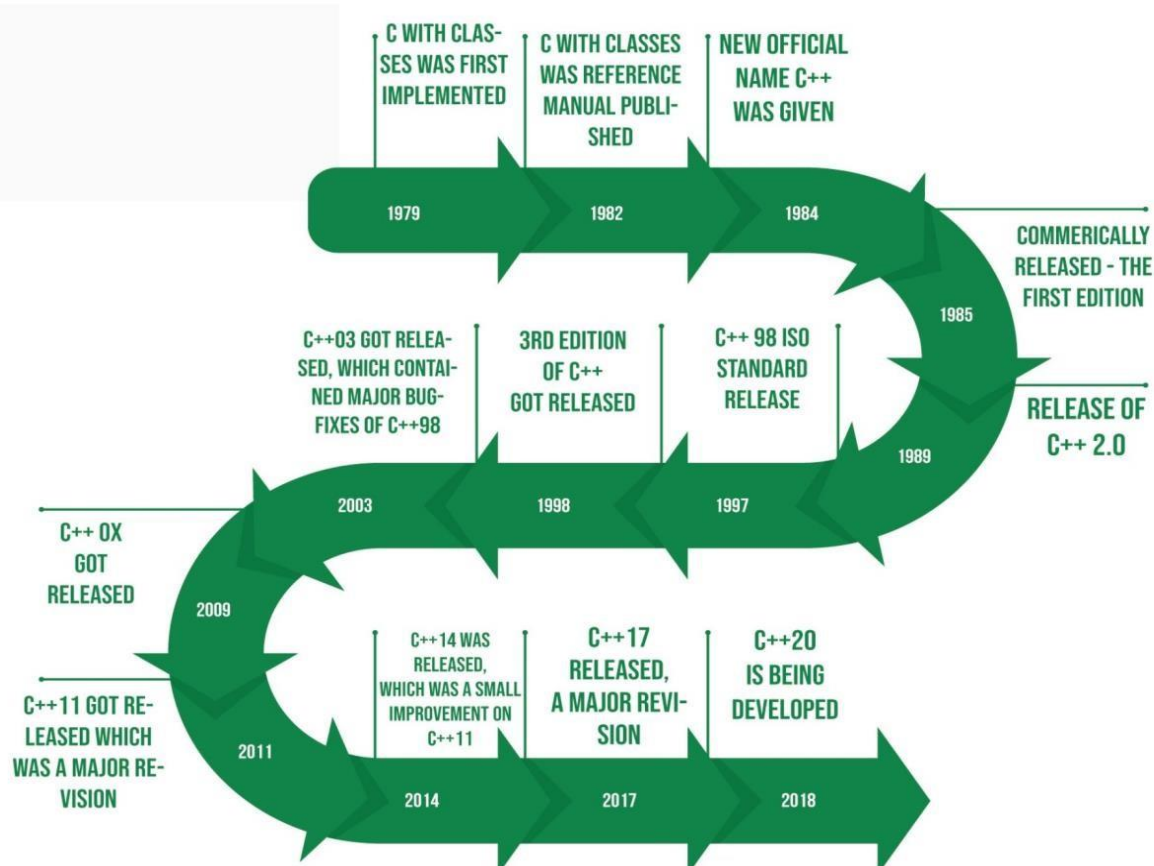 C WITH CLAS-
SES WAS FIRST
IMPLEMENTED
C WITH CLASSES
WAS REFERENCE
MANUAL PUBLI-
SHED
NEW OFFICIAL
NAME C++
WAS GIVEN
1979
1982
1984
COMMERICALLY
RELEASED - THE
FIRST EDITION
1985
RELEASE OF
C++ 2.0
1989
C++ 98 ISO
STANDARD
RELEASE
1997
3RD EDITION
OF C++
GOT RELEASED
1998
C++03 GOT RELEA-
SED, WHICH CONTAI-
NED MAJOR BUG-
FIXES OF C++98
2003
C++ 0X
GOT
RELEASED
2009
C++11 GOT RE-
LEASED WHICH
WAS A MAJOR RE-
VISION
2011
C++14 WAS
RELEASED,
WHICH WAS A SMALL
IMPROVEMENT ON
C++11
2014
C++17
RELEASED,
A MAJOR REVI-
SION
2017
C++20
IS BEING
DEVELOPED
2018